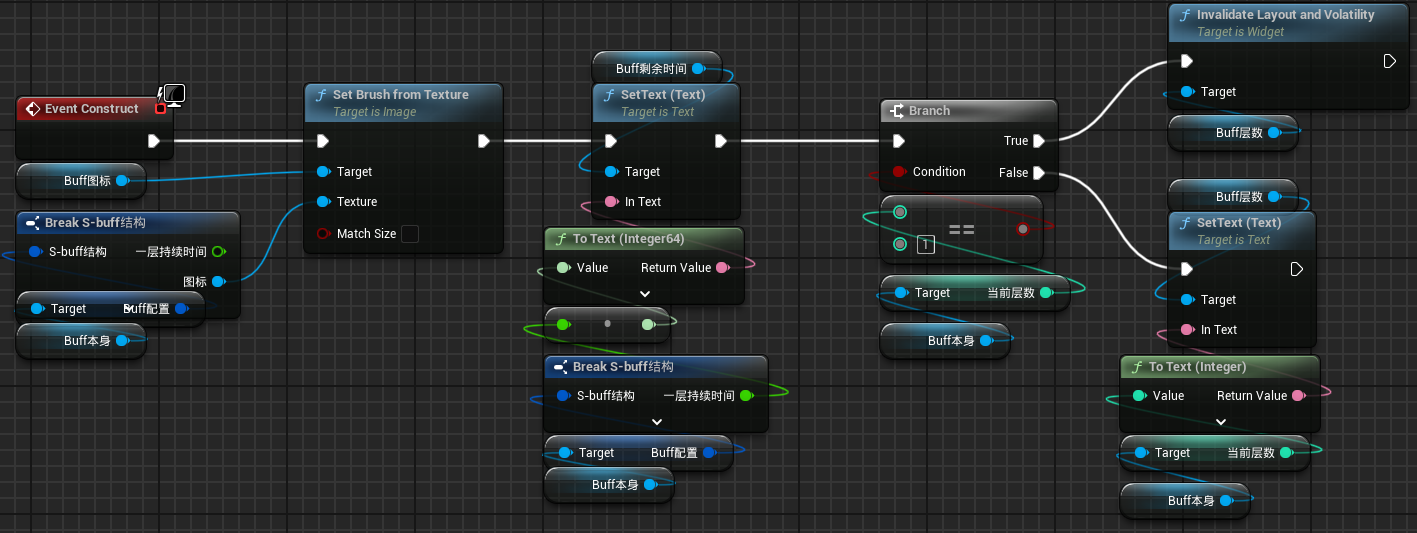 Event Construct
Buff图标
Break S-buff结构
S-buff结构 一层持续时间
图标
Target Buff配置
Buff本身
Set Brush from Texture
Target is Image
Target
Texture
Match Size
Buff剩余时间
SetText (Text)
Target is Text
Target
In Text
To Text (Integer64)
Value Return Value
Break S-buff结构
S-buff结构 一层持续时间
Target Buff配置
Buff本身
Branch
True
Condition False
==
1
Target 当前层数
Buff本身
Invalidate Layout and Volatility
Target is Widget
Target
Buff层数
Buff层数
SetText (Text)
Target is Text
Target
In Text
To Text (Integer)
Value Return Value
Target 当前层数
Buff本身